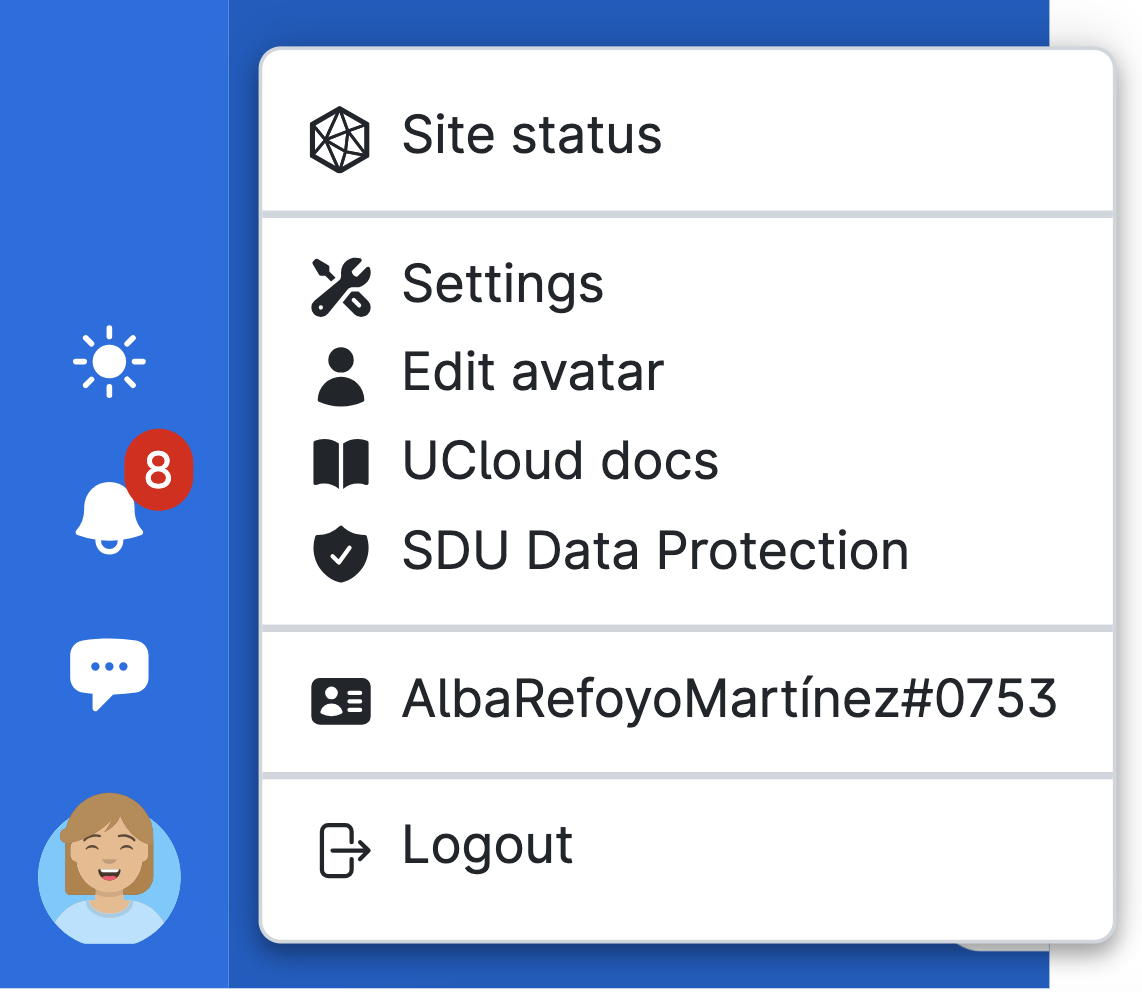 Site status
Settings
Edit avatar
UCloud docs
SDU Data Protection
AlbaRefoyoMartínez#0753
Logout
8